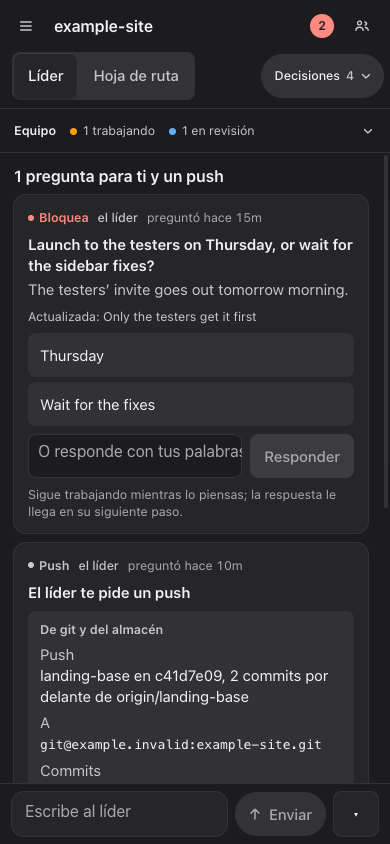 example-site
2
Líder
Hoja de ruta
Decisiones 4
Equipo
1 trabajando
1 en revisión
1 pregunta para ti y un push
Bloquea el líder preguntó hace 15m
Launch to the testers on Thursday, or wait for
the sidebar fixes?
The testers’ invite goes out tomorrow morning.
Actualizada: Only the testers get it first
Thursday
Wait for the fixes
O responde con tus palabras
Responder
Sigue trabajando mientras lo piensas; la respuesta le
llega en su siguiente paso.
Push el líder preguntó hace 10m
El líder te pide un push
De git y del almacén
Push
landing-base en c41d7e09, 2 commits por
delante de origin/landing-base
A
git@example.invalid:example-site.git
Commits
Escribe al líder
Enviar